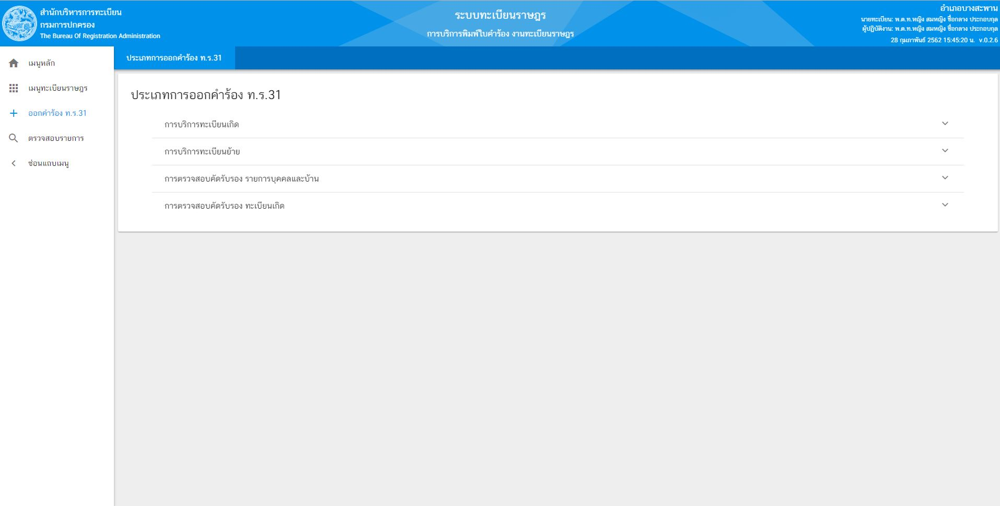 สำนักบริหารการทะเบียน
กรมการปกครอง
The Bureau Of Registration Administration
ระบบทะเบียนราษฎร
การบริการพิมพ์ใบคำร้อง งานทะเบียนราษฎร
อำเภอบางสะพาน
นายทะเบียน: พ.ต.ท.หญิง สมหญิง ชื่อกลาง ประกอบกุล
ผู้ปฏิบัติงาน: พ.ต.ท.หญิง สมหญิง ชื่อกลาง ประกอบกุล
28 กุมภาพันธ์ 2562 15:45:20 น. v.0.2.6
เมนูหลัก
เมนูทะเบียนราษฎร
ออกคำร้อง ท.ร.31
ตรวจสอบรายการ
ซ่อนแถบเมนู
ประเภทการออกคำร้อง ท.ร.31
ประเภทการออกคำร้อง ท.ร.31
การบริการทะเบียนเกิด
การบริการทะเบียนย้าย
การตรวจสอบคัดรับรอง รายการบุคคลและบ้าน
การตรวจสอบคัดรับรอง ทะเบียนเกิด